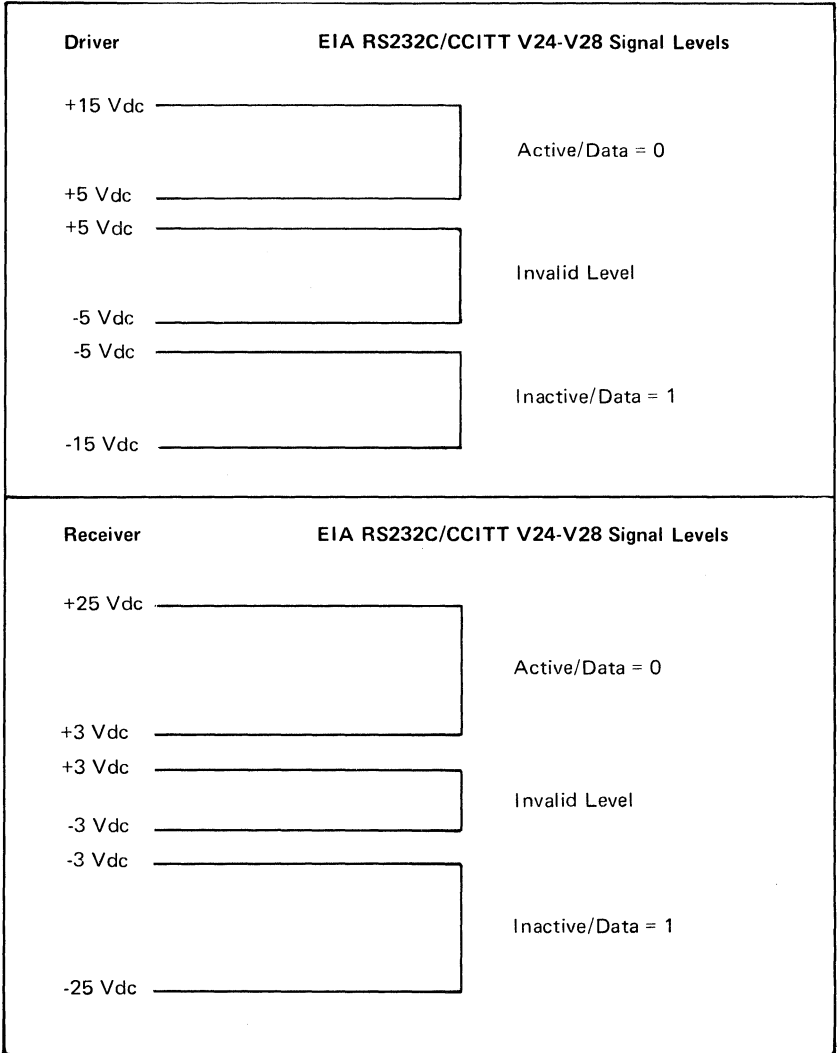 Driver EIA RS232C/CCITT V24-V28 Signal Levels
+15 Vdc
Active/Data = 0
+5 Vdc
+5 Vdc
Invalid Level
-5 Vdc
-5 Vdc
Inactive/Data = 1
-15 Vdc
Receiver EIA RS232C/CCITT V24-V28 Signal Levels
+25 Vdc
Active/Data = 0
+3 Vdc
+3 Vdc
Invalid Level
-3 Vdc
-3 Vdc
Inactive/Data = 1
-25 Vdc